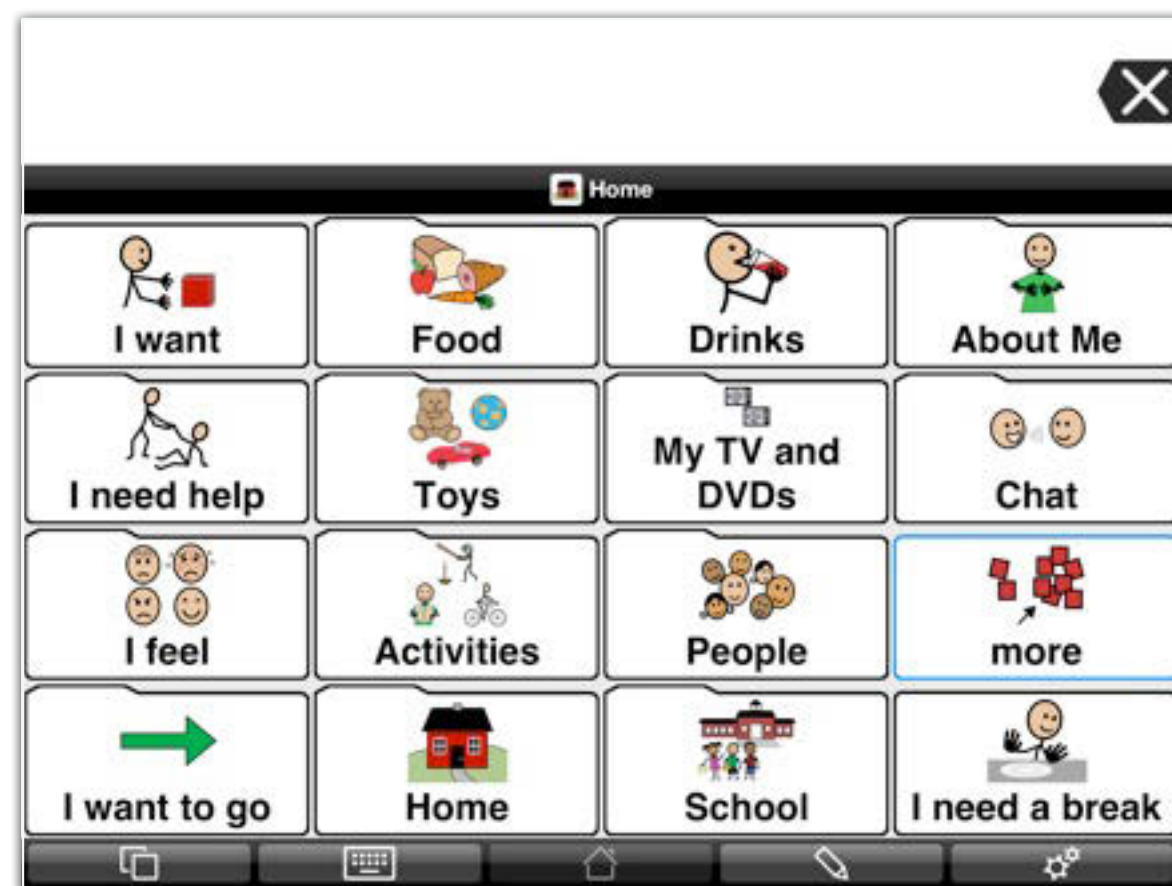 Home
I want
Food
Drinks
About Me
I need help
Toys
My TV and
DVDs
Chat
I feel
Activities
People
more
I want to go
Home
School
I need a break